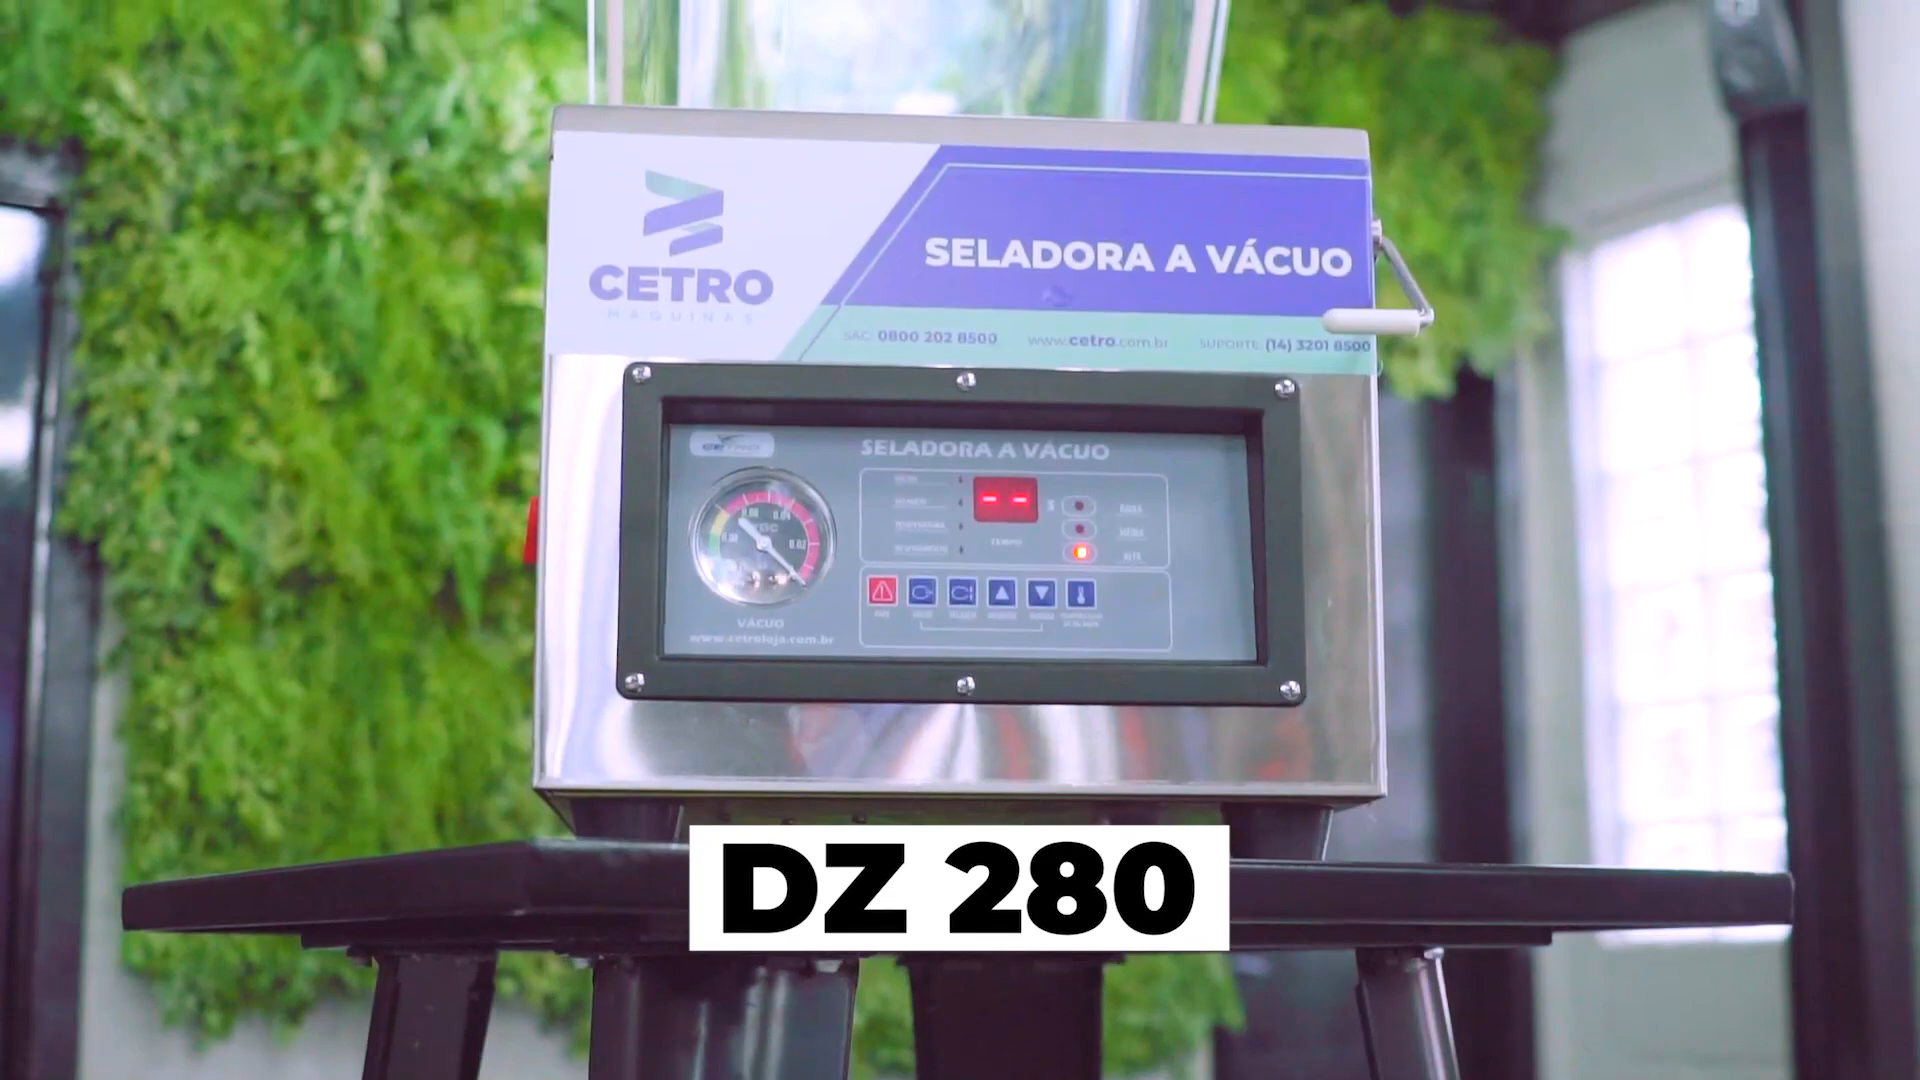 CETRO
MÁQUINAS
SELADORA A VÁCUO
SAC: 0800 202 8500 www.cetro.com.br SUPORTE: (14) 3201 8500
SELADORA A VÁCUO
TEMPO
VÁCUO
www.cetroloja.com.br
DZ 280